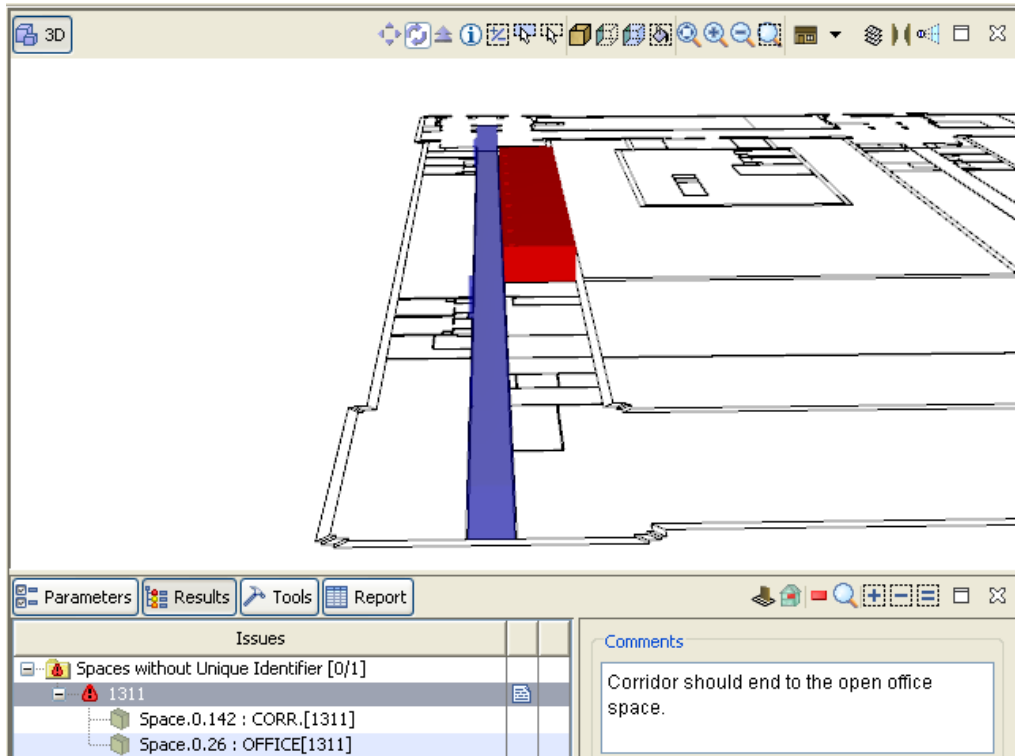 3D
Parameters
Results
Tools
Report
Issues
Spaces without Unique Identifier [0/1]
1311
Space.0.142 : CORR.[1311]
Space.0.26 : OFFICE[1311]
Comments
Corridor should end to the open office
space.